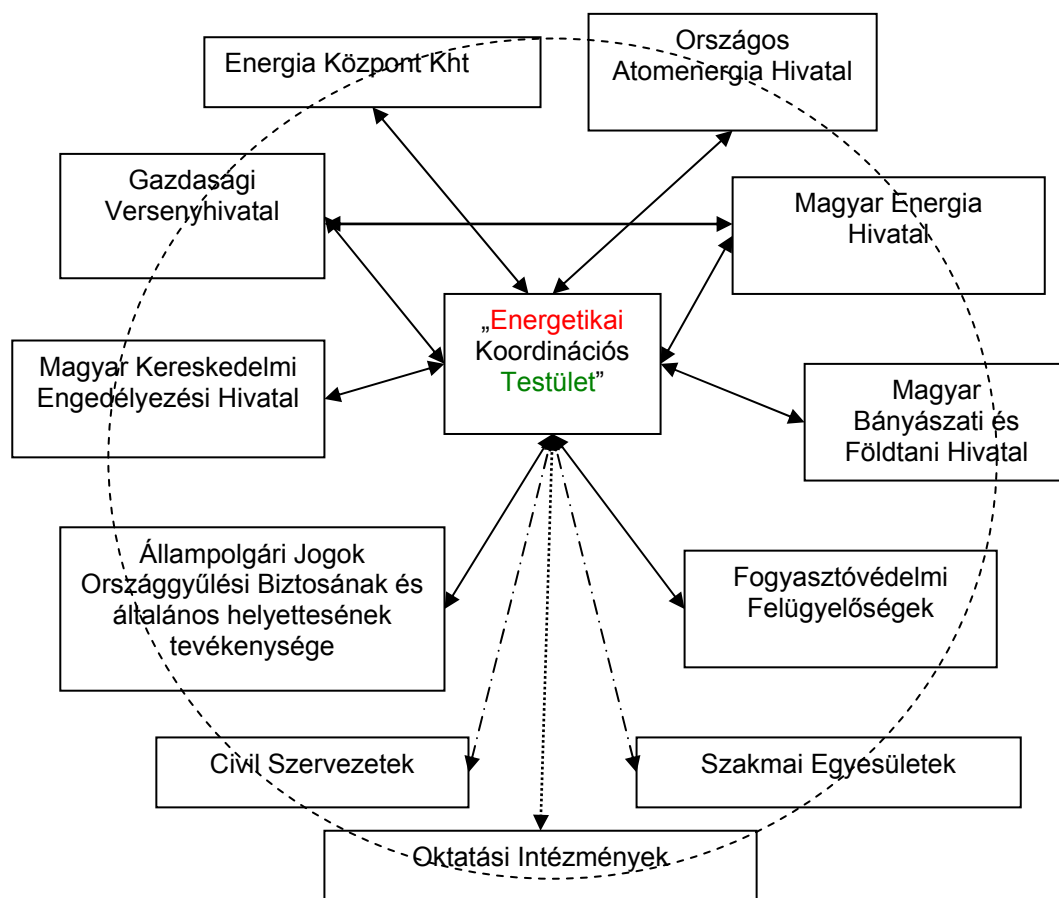 Energia Központ Kht
Országos
Atomenergia Hivatal
Gazdasági
Versenyhivatal
Magyar Energia
Hivatal
„Energetikai
Koordinációs
Testület”
Magyar Kereskedelmi
Engedélyezési Hivatal
Magyar
Bányászati és
Földtani Hivatal
Állampolgári Jogok
Országgyűlési Biztosának és
általános helyettesének
tevékenysége
Fogyasztóvédelmi
Felügyelőségek
Civil Szervezetek
Szakmai Egyesületek
Oktatási Intézmények